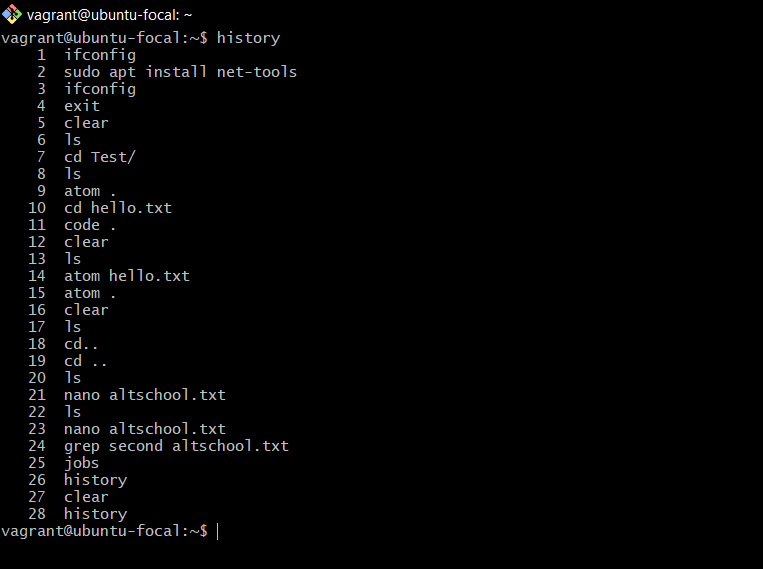 vagrant@ubuntu-focal: ~
vagrant@ubuntu-focal:~$ history
    1  ifconfig
    2  sudo apt install net-tools
    3  ifconfig
    4  exit
    5  clear
    6  ls
    7  cd Test/
    8  ls
    9  atom .
   10  cd hello.txt
   11  code .
   12  clear
   13  ls
   14  atom hello.txt
   15  atom .
   16  clear
   17  ls
   18  cd..
   19  cd ..
   20  ls
   21  nano altschool.txt
   22  ls
   23  nano altschool.txt
   24  grep second altschool.txt
   25  jobs
   26  history
   27  clear
   28  history
vagrant@ubuntu-focal:~$